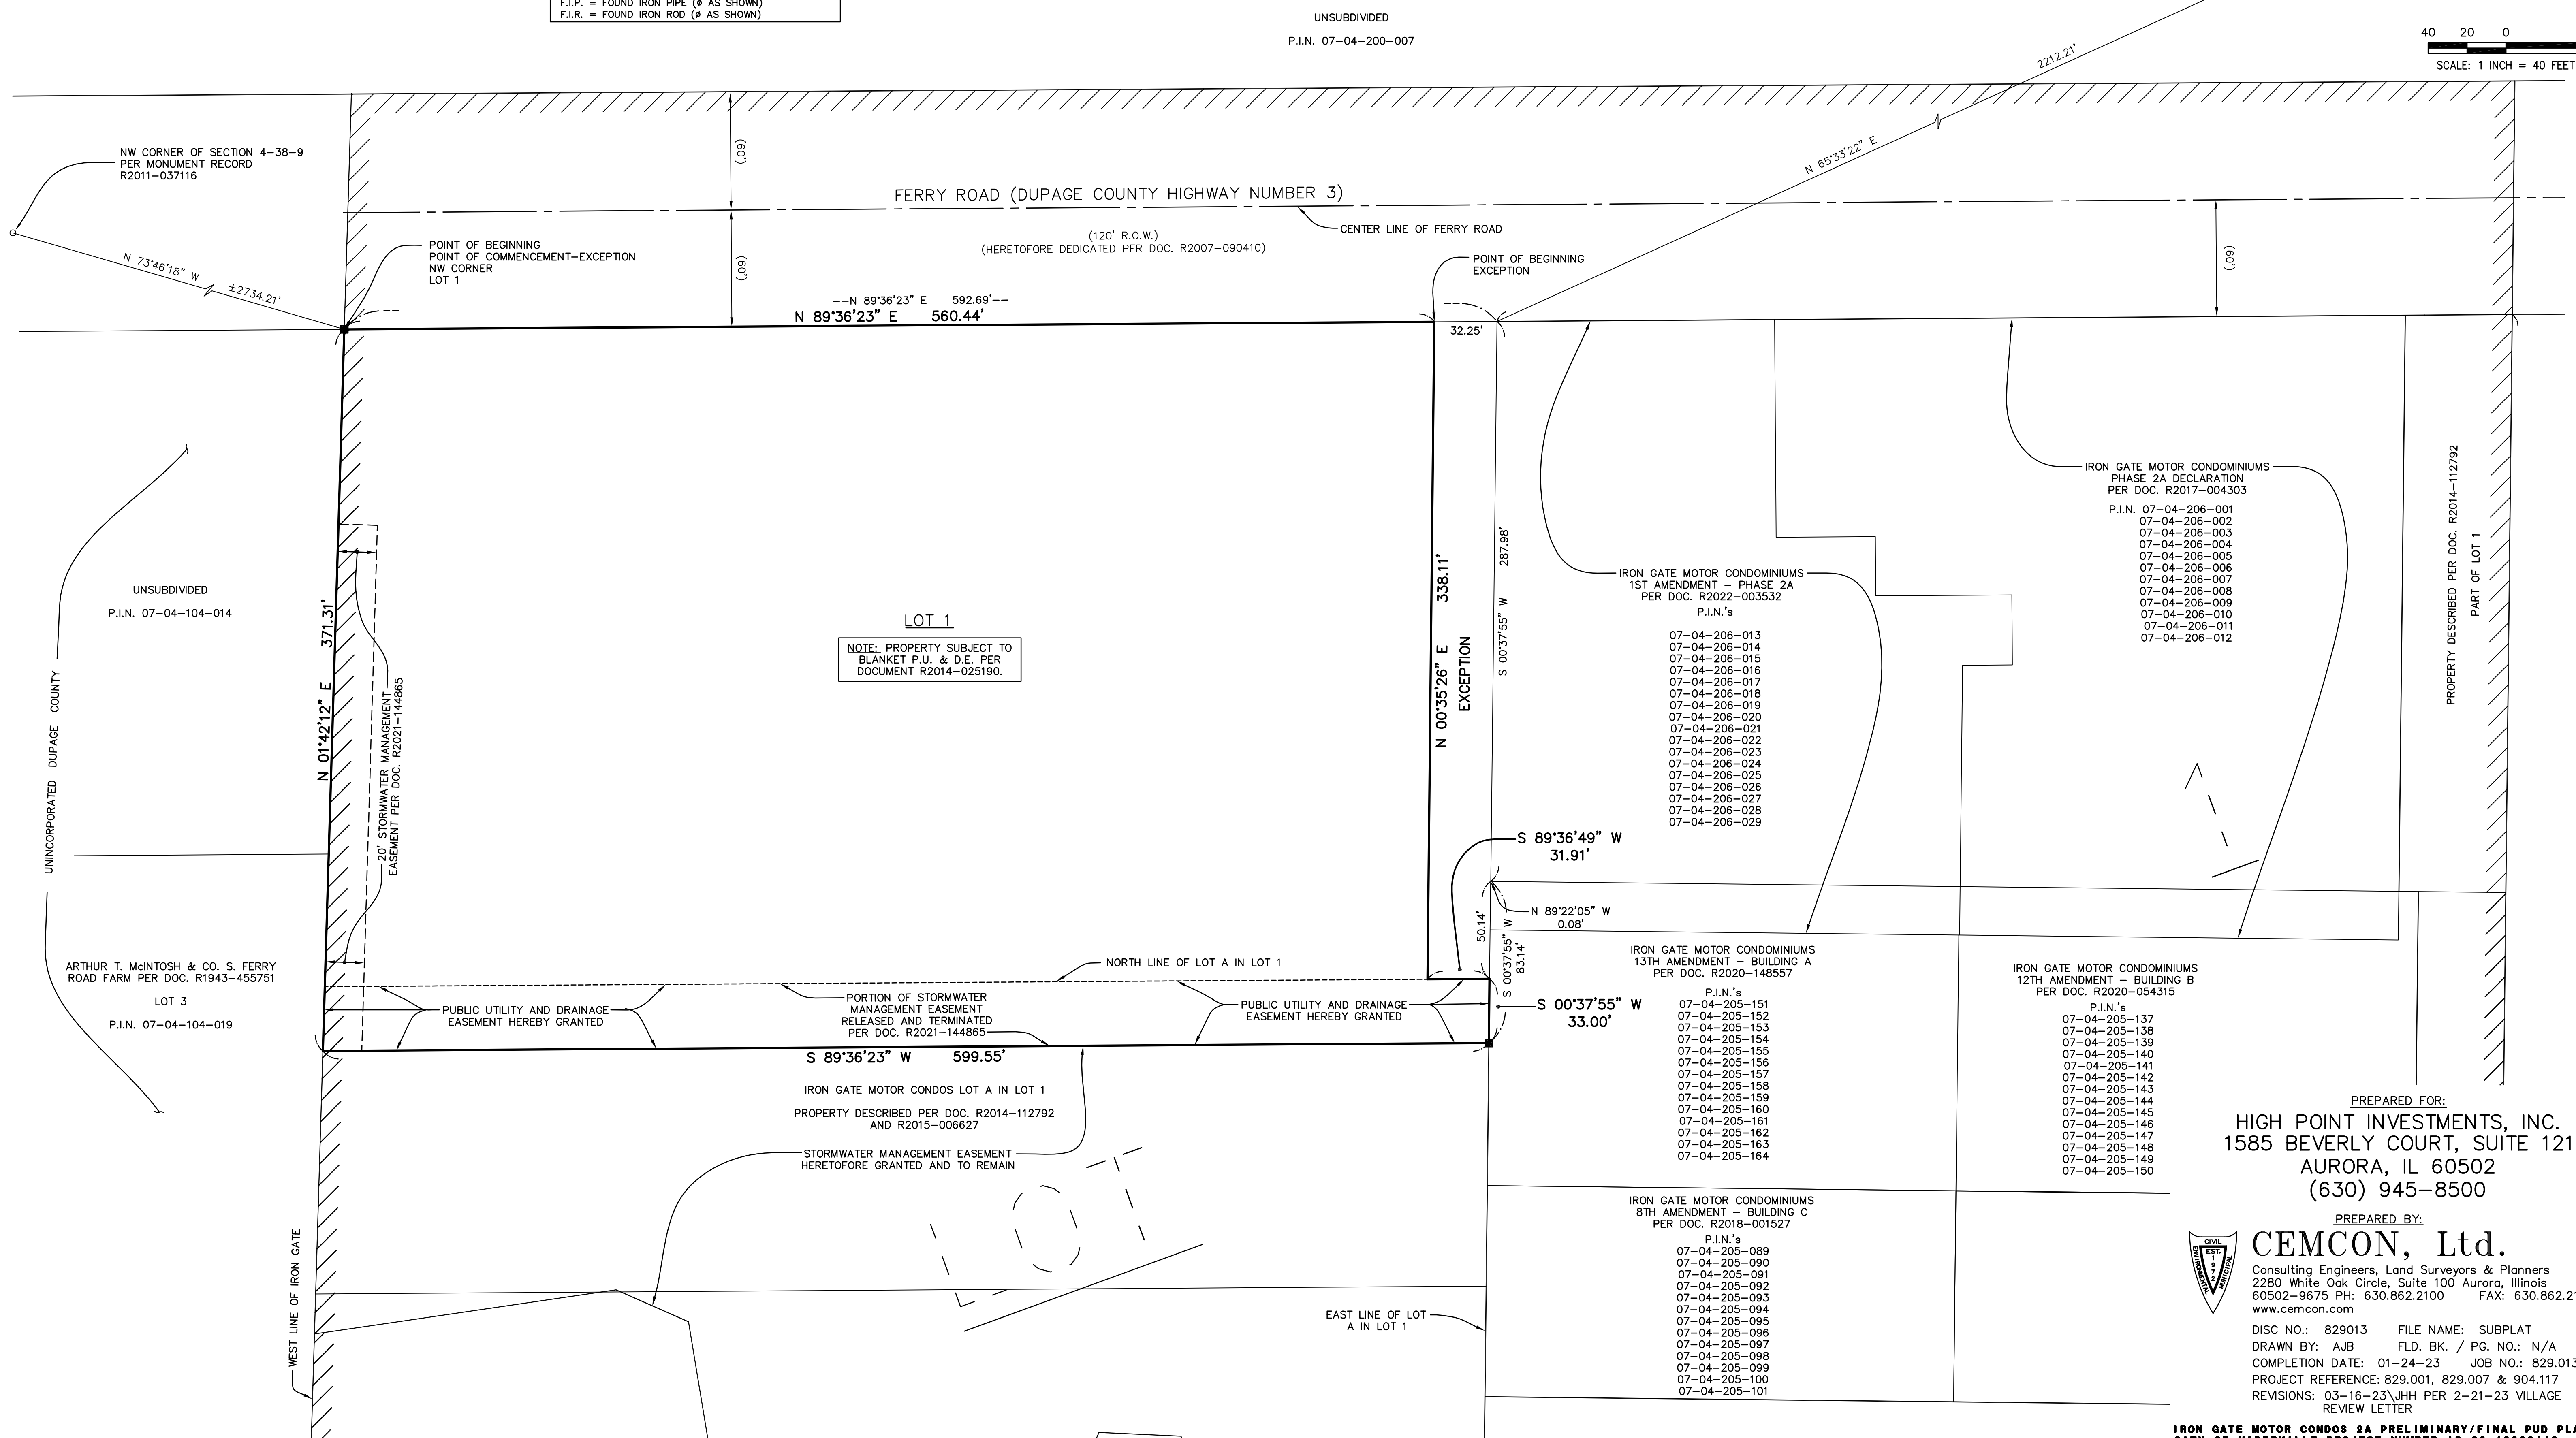 F.I.P. = FOUND IRON PIPE (ø AS SHOWN)
F.I.R. = FOUND IRON ROD (ø AS SHOWN)
UNSUBDIVIDED
P.I.N. 07-04-200-007
40 20 0
SCALE: 1 INCH = 40 FEET
2212.21'
N 65°33'22" E
NW CORNER OF SECTION 4-38-9
PER MONUMENT RECORD
R2011-037116
(60')
FERRY ROAD (DUPAGE COUNTY HIGHWAY NUMBER 3)
(120' R.O.W.)
(HERETOFORE DEDICATED PER DOC. R2007-090410)
CENTER LINE OF FERRY ROAD
(60')
(60')
N 73°46'18" W
±2734.21'
POINT OF BEGINNING
POINT OF COMMENCEMENT-EXCEPTION
NW CORNER
LOT 1
POINT OF BEGINNING
EXCEPTION
--N 89°36'23" E 592.69'--
N 89°36'23" E 560.44'
32.25'
UNSUBDIVIDED
P.I.N. 07-04-104-014
UNINCORPORATED DUPAGE COUNTY
N 01°42'12" E 371.31'
20' STORMWATER MANAGEMENT
EASEMENT PER DOC. R2021-144865
LOT 1
NOTE: PROPERTY SUBJECT TO
BLANKET P.U. & D.E. PER
DOCUMENT R2014-025190.
N 00°35'26" E 338.11'
EXCEPTION
S 00°37'55" W 287.98'
IRON GATE MOTOR CONDOMINIUMS
1ST AMENDMENT - PHASE 2A
PER DOC. R2022-003532
P.I.N.'s
07-04-206-013
07-04-206-014
07-04-206-015
07-04-206-016
07-04-206-017
07-04-206-018
07-04-206-019
07-04-206-020
07-04-206-021
07-04-206-022
07-04-206-023
07-04-206-024
07-04-206-025
07-04-206-026
07-04-206-027
07-04-206-028
07-04-206-029
IRON GATE MOTOR CONDOMINIUMS
PHASE 2A DECLARATION
PER DOC. R2017-004303
P.I.N. 07-04-206-001
07-04-206-002
07-04-206-003
07-04-206-004
07-04-206-005
07-04-206-006
07-04-206-007
07-04-206-008
07-04-206-009
07-04-206-010
07-04-206-011
07-04-206-012
PROPERTY DESCRIBED PER DOC. R2014-112792
PART OF LOT 1
S 89°36'49" W
31.91'
N 89°22'05" W
0.08'
50.14'
S 00°37'55" W
83.14'
S 00°37'55" W
33.00'
ARTHUR T. McINTOSH & CO. S. FERRY
ROAD FARM PER DOC. R1943-455751
LOT 3
P.I.N. 07-04-104-019
NORTH LINE OF LOT A IN LOT 1
PUBLIC UTILITY AND DRAINAGE
EASEMENT HEREBY GRANTED
PORTION OF STORMWATER
MANAGEMENT EASEMENT
RELEASED AND TERMINATED
PER DOC. R2021-144865
PUBLIC UTILITY AND DRAINAGE
EASEMENT HEREBY GRANTED
S 89°36'23" W 599.55'
IRON GATE MOTOR CONDOS LOT A IN LOT 1
PROPERTY DESCRIBED PER DOC. R2014-112792
AND R2015-006627
STORMWATER MANAGEMENT EASEMENT
HERETOFORE GRANTED AND TO REMAIN
WEST LINE OF IRON GATE
EAST LINE OF LOT
A IN LOT 1
IRON GATE MOTOR CONDOMINIUMS
13TH AMENDMENT - BUILDING A
PER DOC. R2020-148557
P.I.N.'s
07-04-205-151
07-04-205-152
07-04-205-153
07-04-205-154
07-04-205-155
07-04-205-156
07-04-205-157
07-04-205-158
07-04-205-159
07-04-205-160
07-04-205-161
07-04-205-162
07-04-205-163
07-04-205-164
IRON GATE MOTOR CONDOMINIUMS
12TH AMENDMENT - BUILDING B
PER DOC. R2020-054315
P.I.N.'s
07-04-205-137
07-04-205-138
07-04-205-139
07-04-205-140
07-04-205-141
07-04-205-142
07-04-205-143
07-04-205-144
07-04-205-145
07-04-205-146
07-04-205-147
07-04-205-148
07-04-205-149
07-04-205-150
IRON GATE MOTOR CONDOMINIUMS
8TH AMENDMENT - BUILDING C
PER DOC. R2018-001527
P.I.N.'s
07-04-205-089
07-04-205-090
07-04-205-091
07-04-205-092
07-04-205-093
07-04-205-094
07-04-205-095
07-04-205-096
07-04-205-097
07-04-205-098
07-04-205-099
07-04-205-100
07-04-205-101
PREPARED FOR:
HIGH POINT INVESTMENTS, INC.
1585 BEVERLY COURT, SUITE 121
AURORA, IL 60502
(630) 945-8500
PREPARED BY:
CIVIL
ENVIRONMENTAL
MUNICIPAL
EST.
1972
CEMCON, Ltd.
Consulting Engineers, Land Surveyors & Planners
2280 White Oak Circle, Suite 100 Aurora, Illinois
60502-9675 PH: 630.862.2100 FAX: 630.862.21
www.cemcon.com
DISC NO.: 829013 FILE NAME: SUBPLAT
DRAWN BY: AJB FLD. BK. / PG. NO.: N/A
COMPLETION DATE: 01-24-23 JOB NO.: 829.013
PROJECT REFERENCE: 829.001, 829.007 & 904.117
REVISIONS: 03-16-23\JHH PER 2-21-23 VILLAGE
REVIEW LETTER
IRON GATE MOTOR CONDOS 2A PRELIMINARY/FINAL PUD